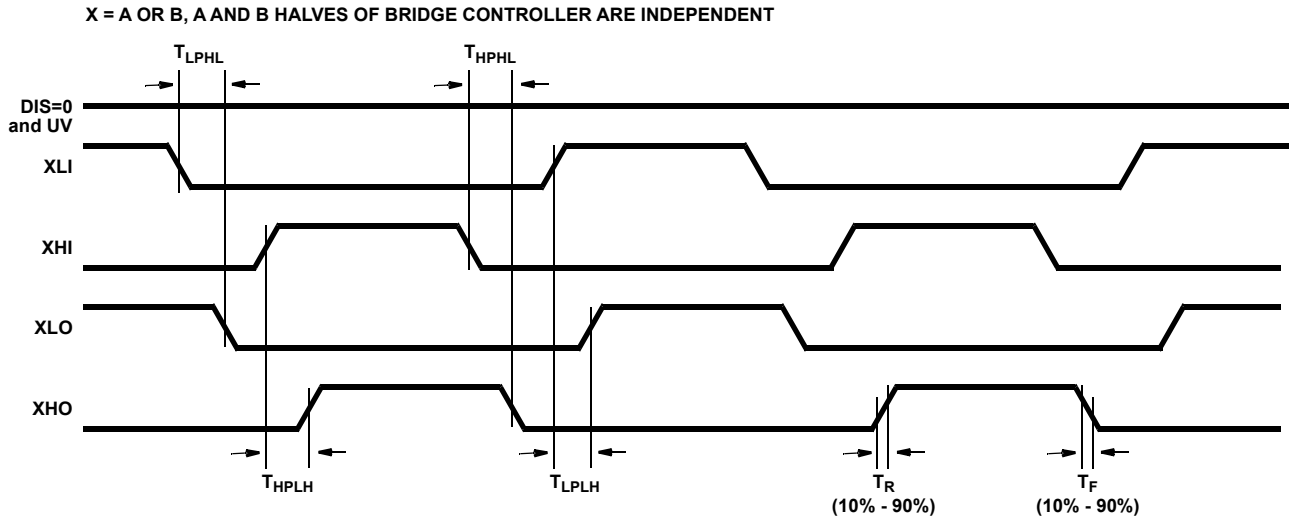 X = A OR B, A AND B HALVES OF BRIDGE CONTROLLER ARE INDEPENDENT
TLPHL
THPHL
DIS=0
and UV
XLI
XHI
XLO
XHO
THPLH
TLPLH
TR
(10% - 90%)
TF
(10% - 90%)